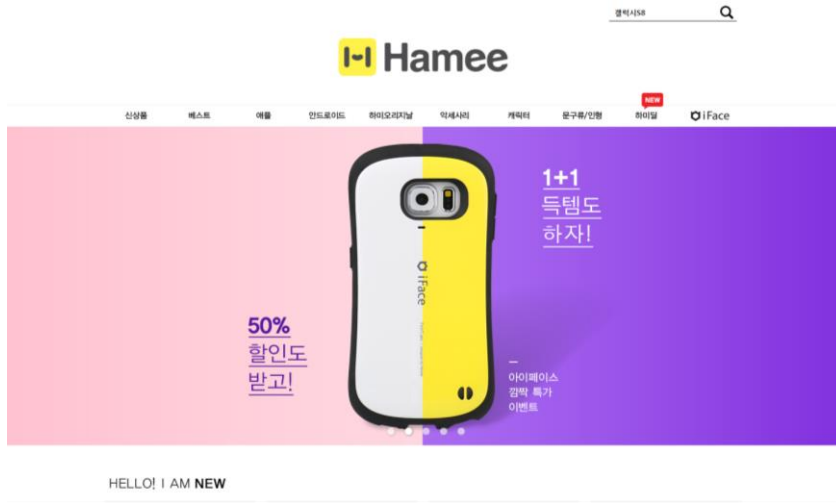 갤럭시S8
Hamee
NEW
신상품 베스트 애플 안드로이드 하미오리지날 악세사리 캐릭터 문구류/인형 하미딜 iFace
1+1
득템도
하자!
iFace
50%
할인도
받고!
아이페이스
깜짝 특가
이벤트
HELLO! I AM NEW